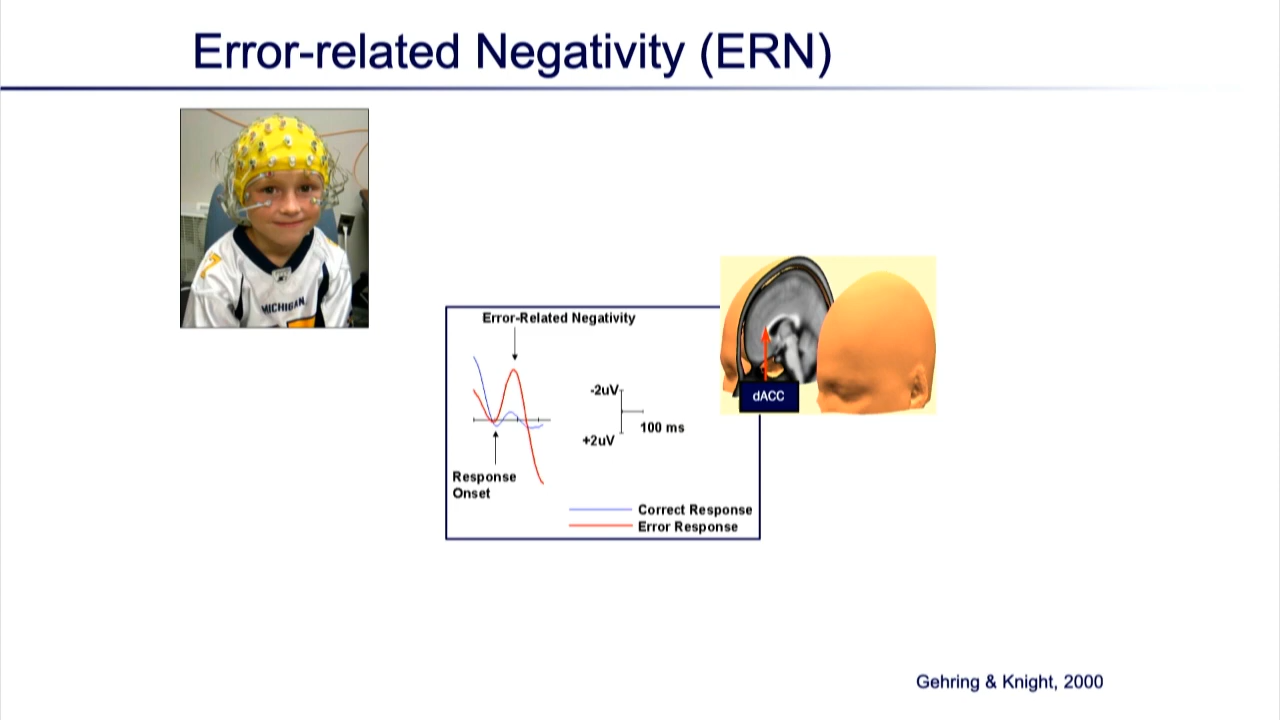 Error-related Negativity (ERN)
7
MICHIGAN
Error-Related Negativity
-2uV
100 ms
+2uV
Response
Onset
Correct Response
Error Response
dACC
Gehring & Knight, 2000